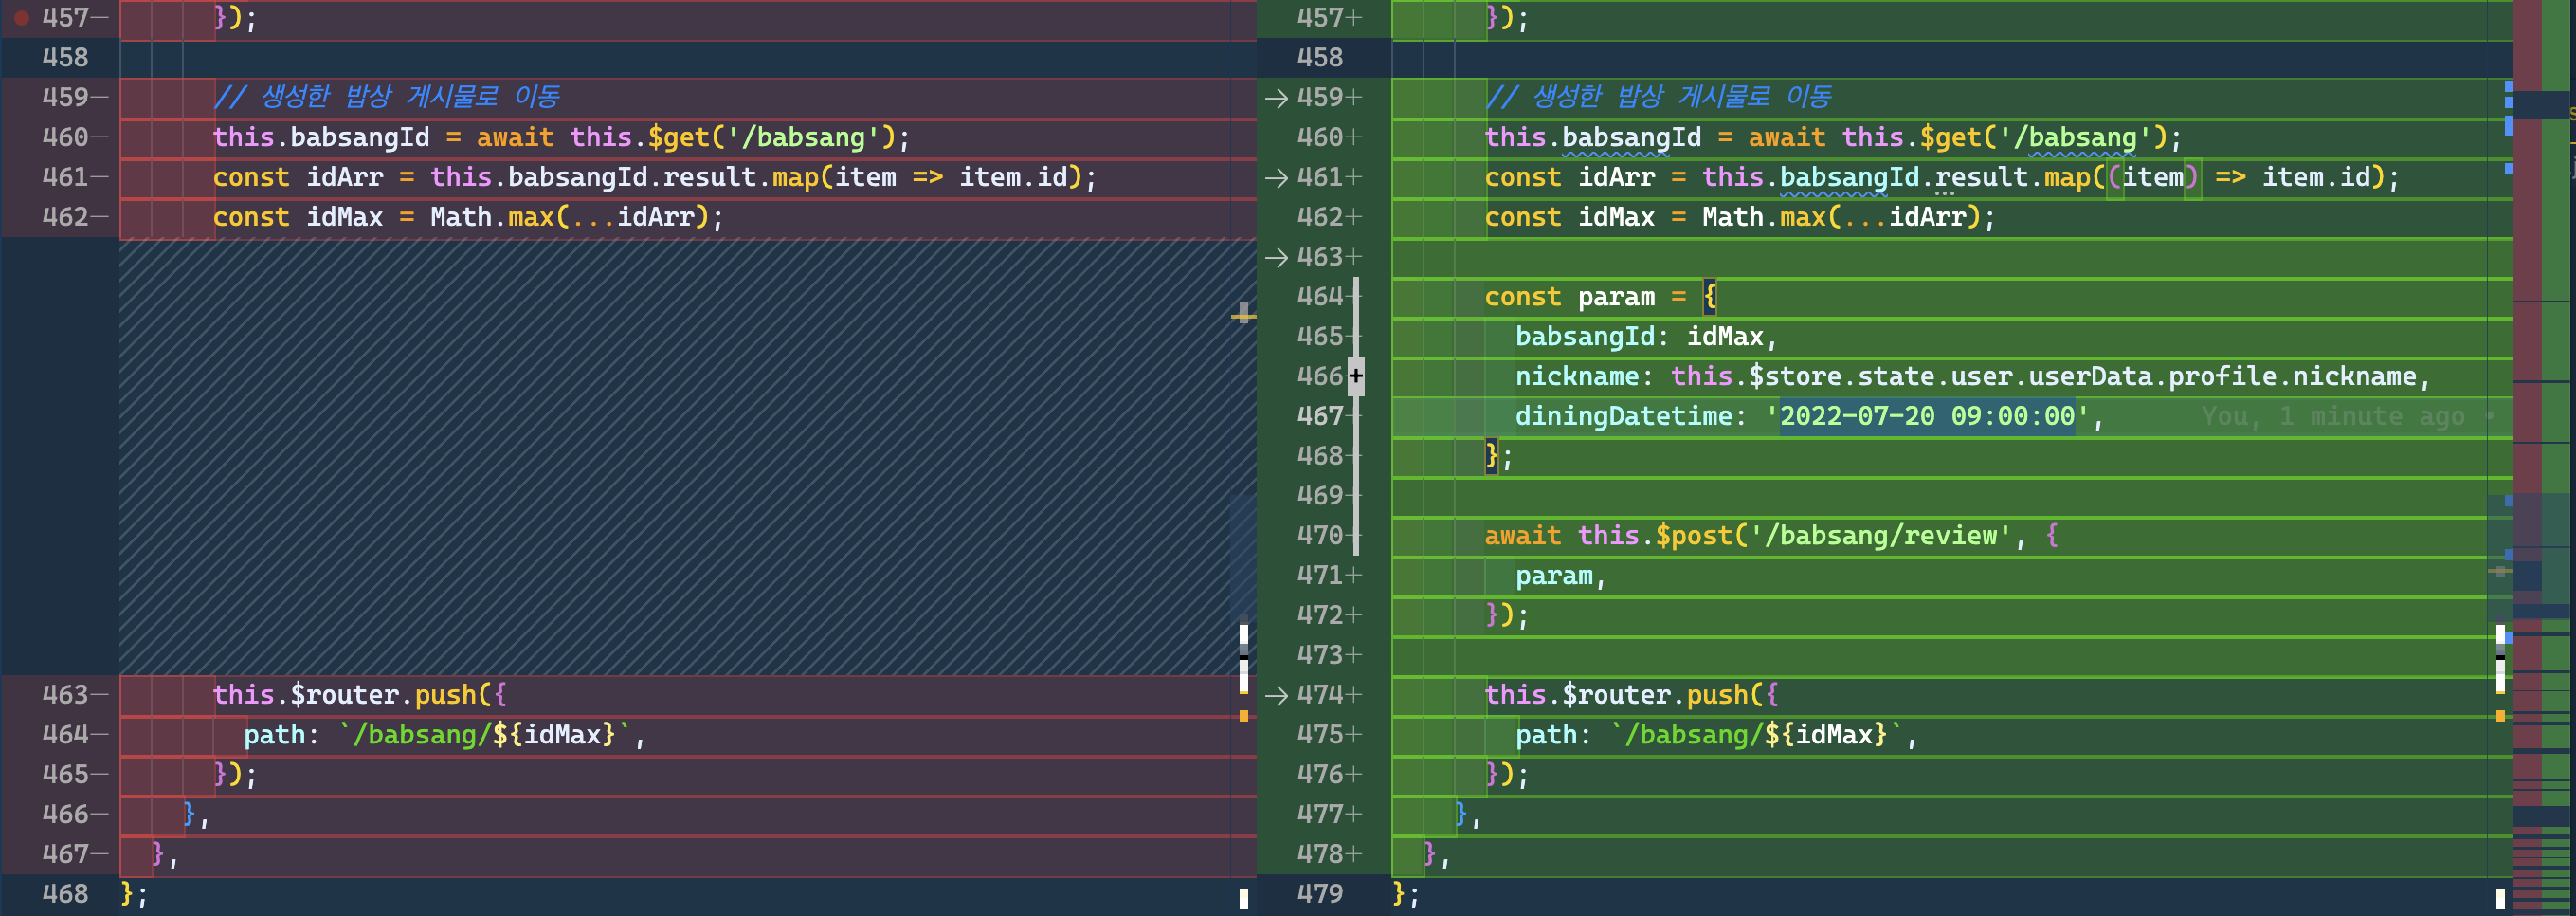 457— });
458
459— // 생성한 밥상 게시물로 이동
460— this.babsangId = await this.$get('/babsang');
461— const idArr = this.babsangId.result.map(item => item.id);
462— const idMax = Math.max(...idArr);
463— this.$router.push({
464— path: `/babsang/${idMax}`,
465— });
466— },
467— },
468 };
457+ });
458
→ 459+ // 생성한 밥상 게시물로 이동
460+ this.babsangId = await this.$get('/babsang');
→ 461+ const idArr = this.babsangId.result.map((item) => item.id);
462+ const idMax = Math.max(...idArr);
→ 463+
464+ const param = {
465+ babsangId: idMax,
466+ nickname: this.$store.state.user.userData.profile.nickname,
467+ diningDatetime: '2022-07-20 09:00:00', You, 1 minute ago •
468+ };
469+
470+ await this.$post('/babsang/review', {
471+ param,
472+ });
473+
→ 474+ this.$router.push({
475+ path: `/babsang/${idMax}`,
476+ });
477+ },
478+ },
479 };